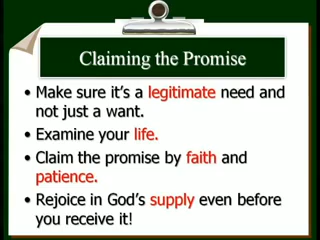 Claiming the Promise
• Make sure it's a legitimate need and
not just a want.
• Examine your life.
• Claim the promise by faith and
patience.
• Rejoice in God's supply even before
you receive it!